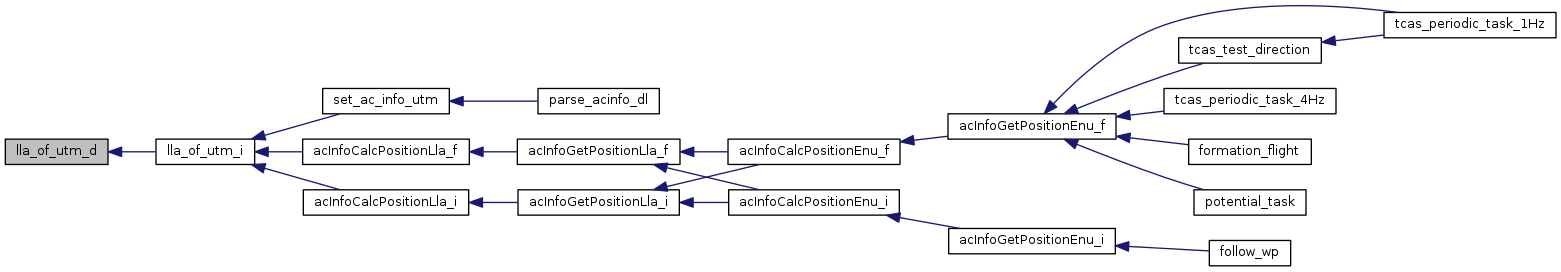 tcas_periodic_task_1Hz
tcas_test_direction
set_ac_info_utm
parse_acinfo_dl
tcas_periodic_task_4Hz
acInfoGetPositionEnu_f
lla_of_utm_d
lla_of_utm_i
acInfoCalcPositionLla_f
acInfoGetPositionLla_f
acInfoCalcPositionEnu_f
formation_flight
acInfoCalcPositionLla_i
acInfoGetPositionLla_i
acInfoCalcPositionEnu_i
potential_task
acInfoGetPositionEnu_i
follow_wp